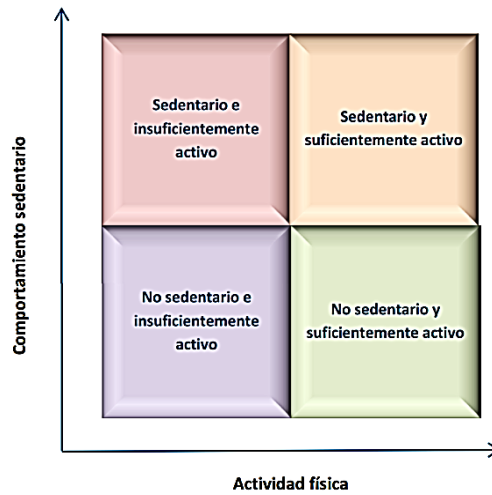 Comportamiento sedentario
Sedentario e
insuficientemente
activo
Sedentario y
suficientemente activo
No sedentario e
insuficientemente
activo
No sedentario y
suficientemente activo
Actividad física